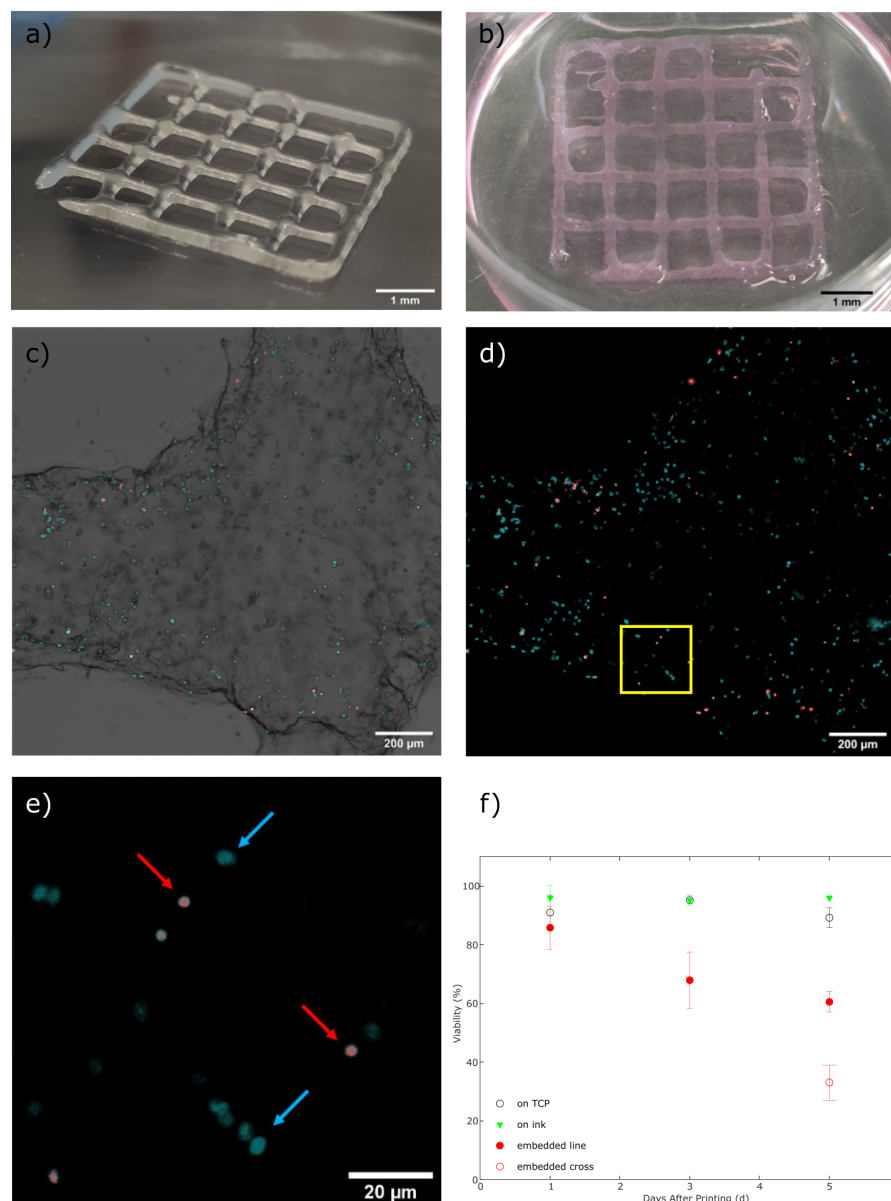 a)
1 mm
b)
1 mm
c)
200 µm
d)
200 µm
e)
20 µm
f)
100
80
60
40
20
0
1
2
3
4
5
Viability (%)
Days After Printing (d)
on TCP
on ink
embedded line
embedded cross